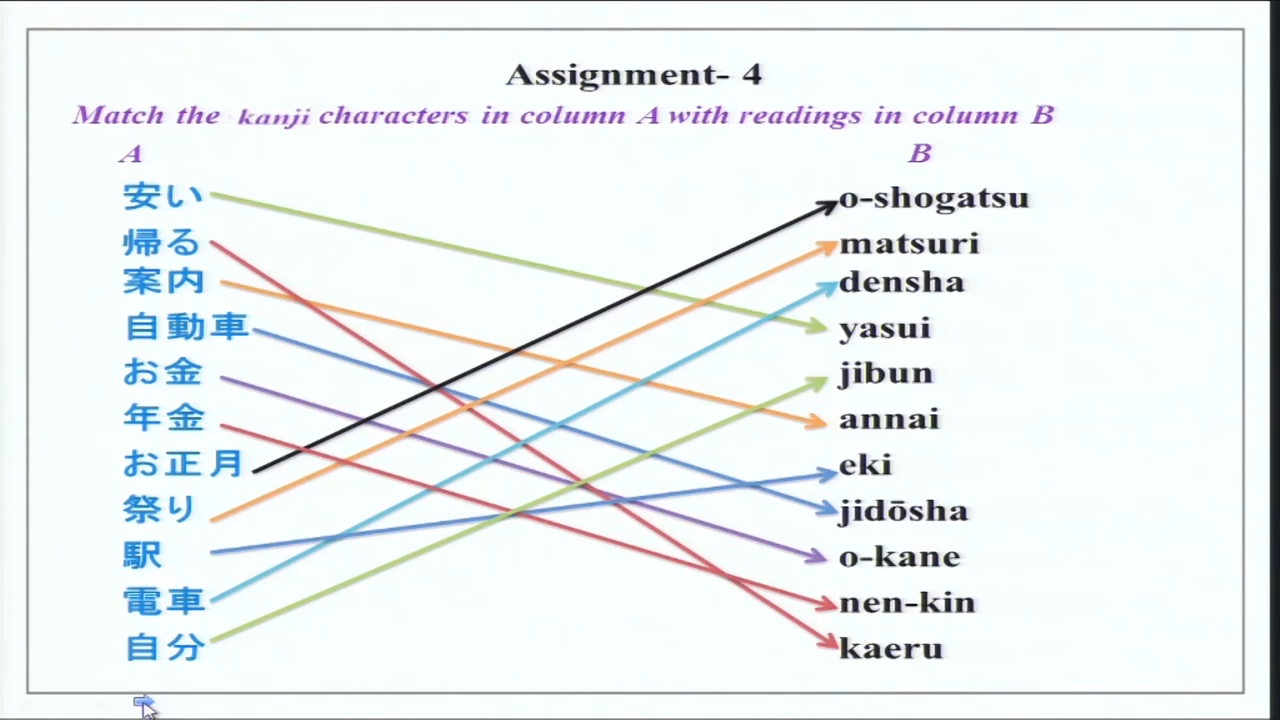 Assignment- 4
Match the kanji characters in column A with readings in column B
A B
安い o-shogatsu
帰る matsuri
案内 densha
自動車 yasui
お金 jibun
年金 annai
お正月 eki
祭り jidōsha
駅 o-kane
電車 nen-kin
自分 kaeru